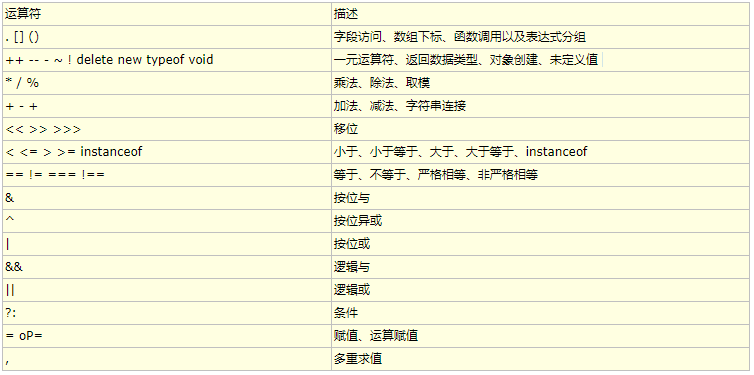 运算符 描述
. [] () 字段访问、数组下标、函数调用以及表达式分组
++ -- - ~ ! delete new typeof void 一元运算符、返回数据类型、对象创建、未定义值
* / % 乘法、除法、取模
+ - + 加法、减法、字符串连接
<< >> >>> 移位
< <= > >= instanceof 小于、小于等于、大于、大于等于、instanceof
== != === !== 等于、不等于、严格相等、非严格相等
& 按位与
^ 按位异或
| 按位或
&& 逻辑与
|| 逻辑或
?: 条件
= oP= 赋值、运算赋值
, 多重求值